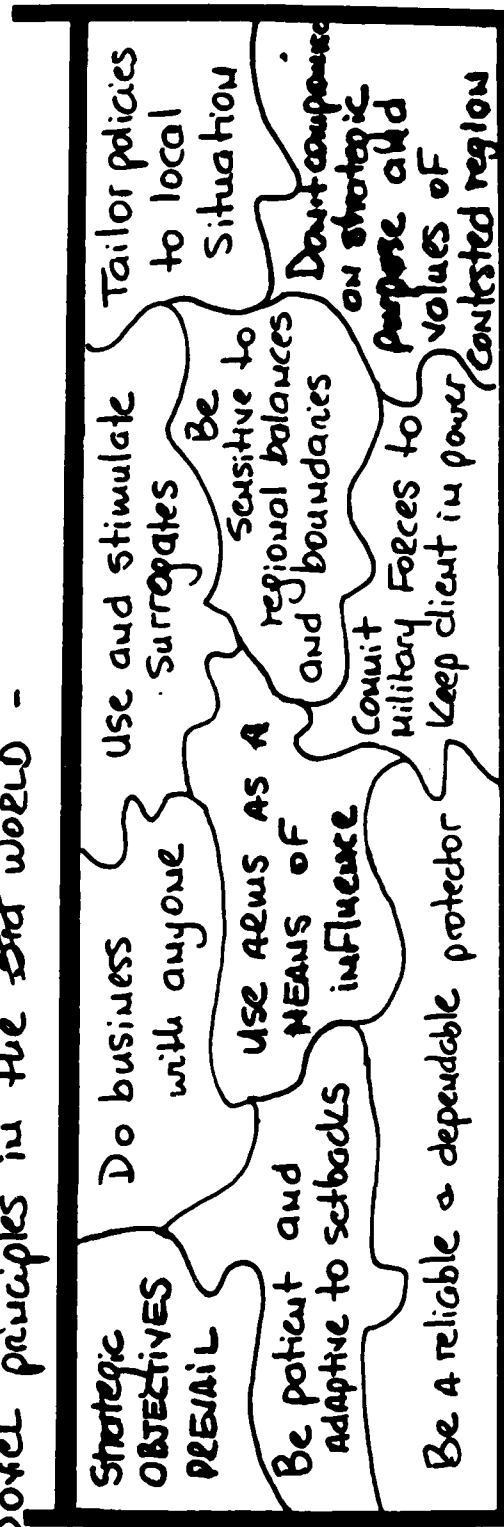 principles in the 3rd WORLD -
Strategic
OBJECTIVES
PREVAIL
Do business
with anyone
Use and stimulate
Surrogates
Tailor policies
to local
Situation
Be patient and
Adaptive to setbacks
Use ARMS AS A
MEANS OF
influence
Be
sensitive to
regional balances
and boundaries
Don't compromise
on strategic
purpose and
values of
contested region
Be A reliable & dependable protector
Commit
Military Forces to
Keep client in power